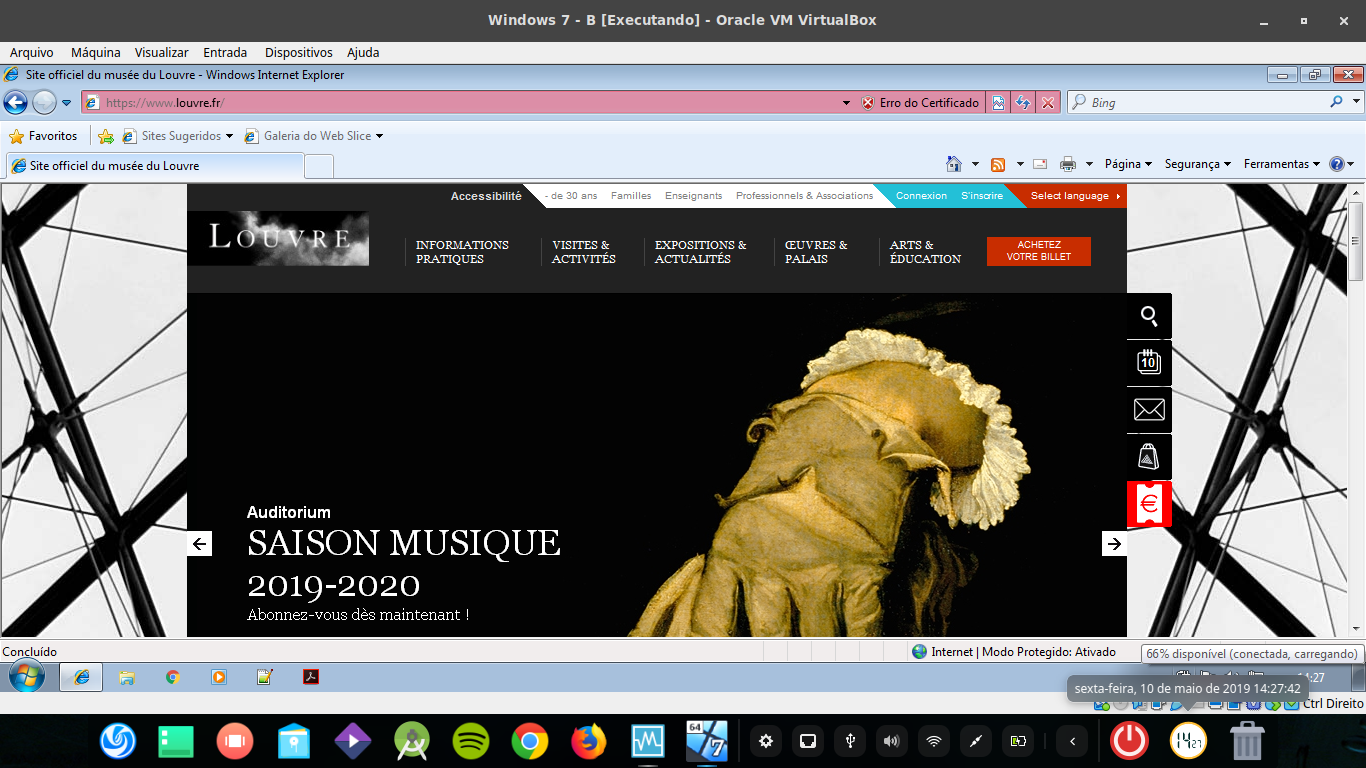 Windows 7 - B [Executando] - Oracle VM VirtualBox
Arquivo Máquina Visualizar Entrada Dispositivos Ajuda
Site officiel du musée du Louvre - Windows Internet Explorer
https://www.louvre.fr/ Erro do Certificado Bing
Favoritos Sites Sugeridos Galeria do Web Slice
Site officiel du musée du Louvre Página Segurança Ferramentas
Accessibilité - de 30 ans Familles Enseignants Professionnels & Associations Connexion S'inscrire Select language
LOUVRE
INFORMATIONS
PRATIQUES
VISITES &
ACTIVITÉS
EXPOSITIONS &
ACTUALITÉS
ŒUVRES &
PALAIS
ARTS &
ÉDUCATION
ACHETEZ
VOTRE BILLET
10
€
Auditorium
SAISON MUSIQUE
2019-2020
Abonnez-vous dès maintenant !
Concluído Internet | Modo Protegido: Ativado
66% disponível (conectada, carregando)
14:27
sexta-feira, 10 de maio de 2019 14:27:42
Ctrl Direito
64
7
14 27